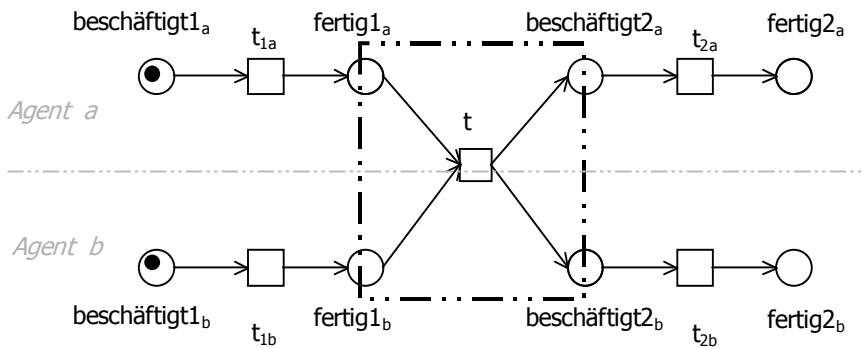 beschäftigt1a t1a fertig1a beschäftigt2a t2a fertig2a
Agent a
t
Agent b
beschäftigt1b t1b fertig1b beschäftigt2b t2b fertig2b